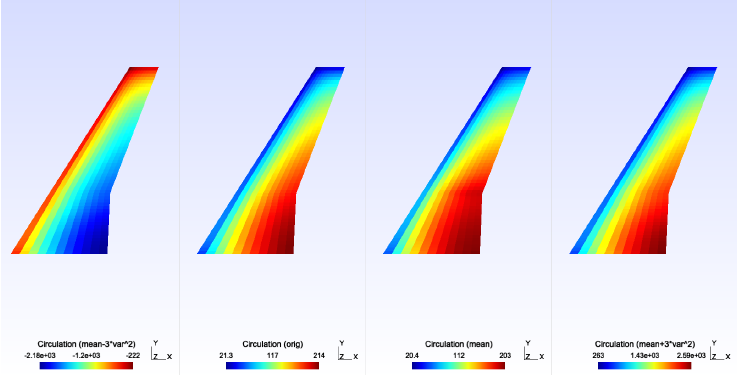 Circulation (mean-3*var^2)
-2.18e+03 -1.2e+03 -222
Y
Z X
Circulation (orig)
21.3 117 214
Y
Z X
Circulation (mean)
20.4 112 203
Y
Z X
Circulation (mean+3*var^2)
263 1.43e+03 2.59e+03
Y
Z X